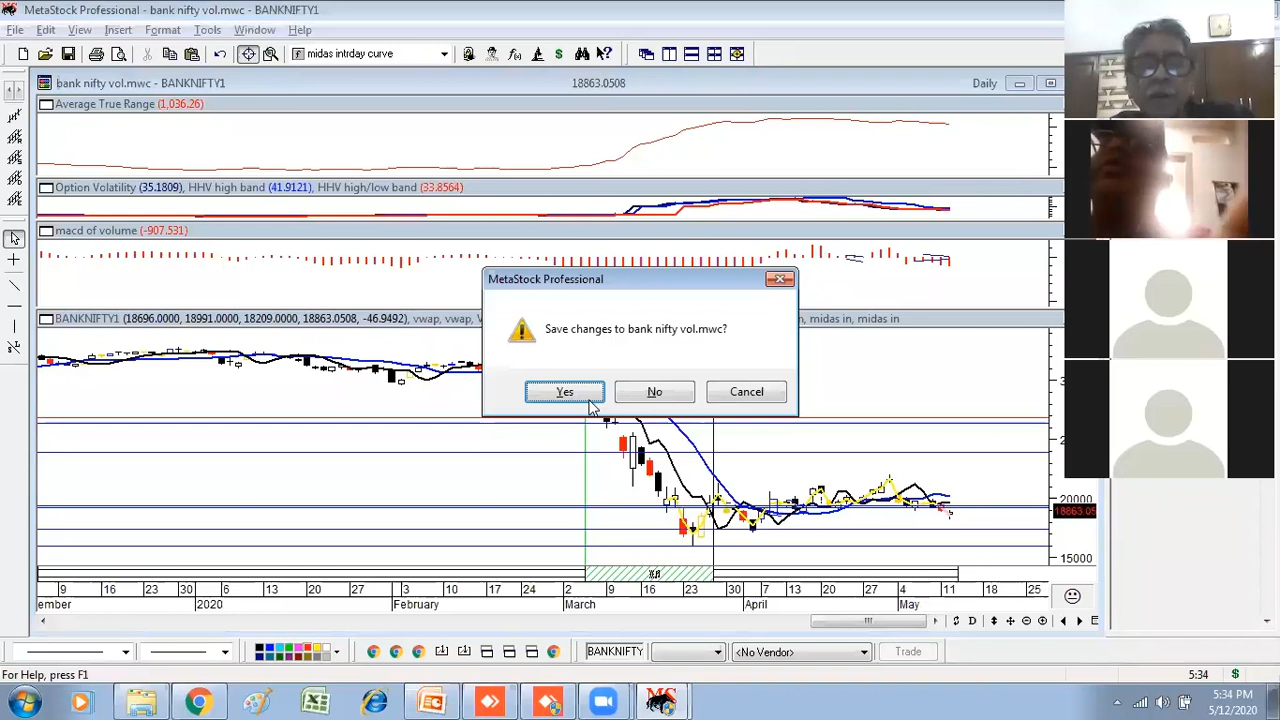 MetaStock Professional - bank nifty vol.mwc - BANKNIFTY1
File Edit View Insert Format Tools Window Help
midas intrday curve
bank nifty vol.mwc - BANKNIFTY1 18863.0508 Daily
Average True Range (1,036.26)
Option Volatility (35.1809), HHV high band (41.9121), HHV high/low band (33.8564)
macd of volume (-907.531)
MetaStock Professional
Save changes to bank nifty vol.mwc?
Yes No Cancel
BANKNIFTY1 (18696.0000, 18991.0000, 18209.0000, 18863.0508, -46.9492), vwap, vwap, midas in, midas in
20000
18863.05
15000
9 16 23 30 6 13 20 27 3 10 17 24 2 9 16 23 30 7 13 20 27 4 11 18 25
ember 2020 February March April May
BANKNIFTY <No Vendor> Trade
For Help, press F1 5:34
5:34 PM
5/12/2020